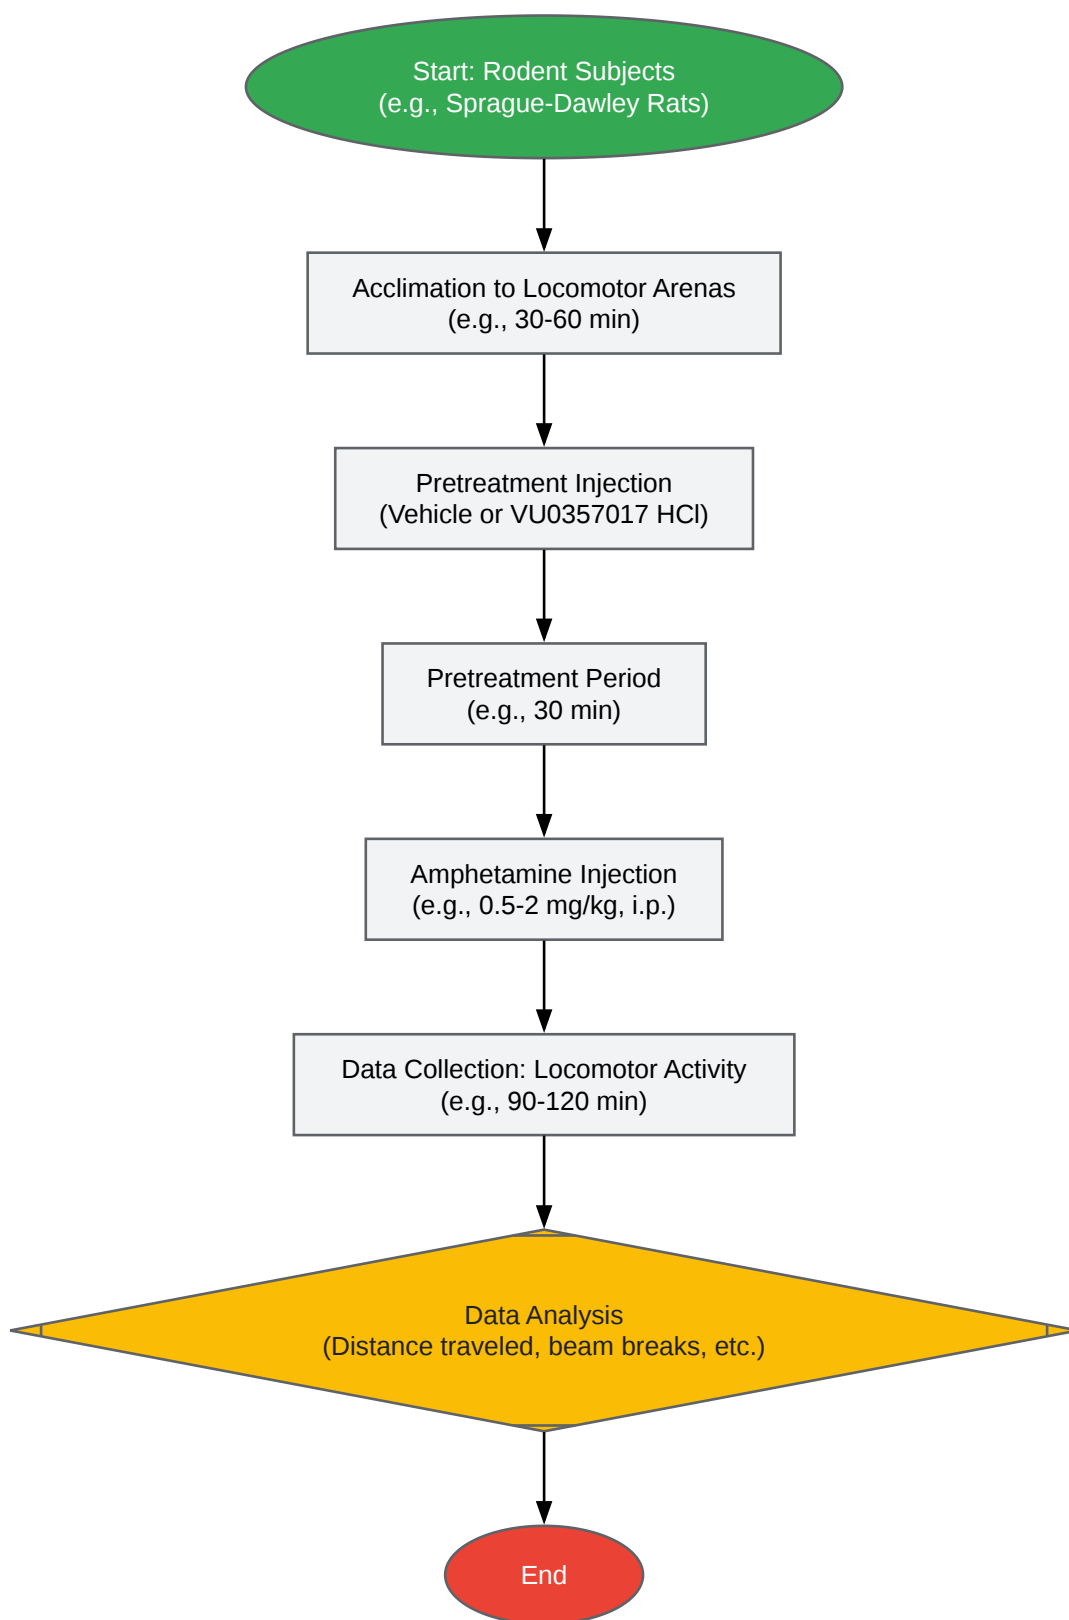 Start: Rodent Subjects
(e.g., Sprague-Dawley Rats)
Acclimation to Locomotor Arenas
(e.g., 30-60 min)
Pretreatment Injection
(Vehicle or VU0357017 HCl)
Pretreatment Period
(e.g., 30 min)
Amphetamine Injection
(e.g., 0.5-2 mg/kg, i.p.)
Data Collection: Locomotor Activity
(e.g., 90-120 min)
Data Analysis
(Distance traveled, beam breaks, etc.)
End